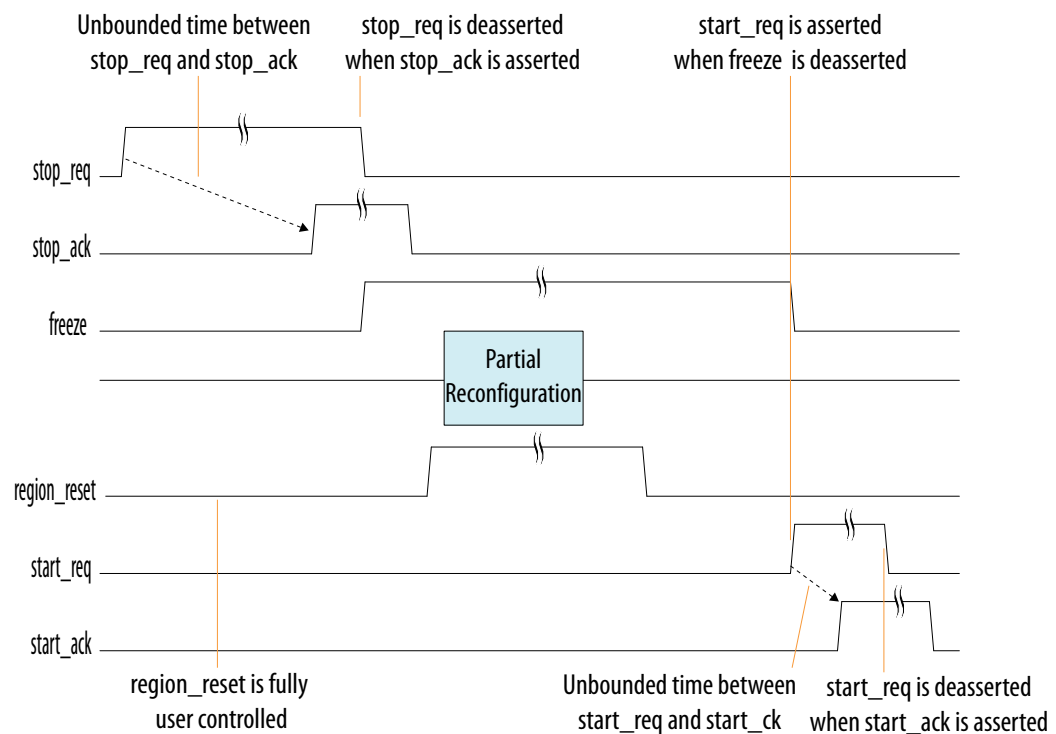 Unbounded time between
stop_req and stop_ack
stop_req is deasserted
when stop_ack is asserted
start_req is asserted
when freeze is deasserted
stop_req
stop_ack
freeze
Partial
Reconfiguration
region_reset
start_req
start_ack
region_reset is fully
user controlled
Unbounded time between
start_req and start_ck
start_req is deasserted
when start_ack is asserted